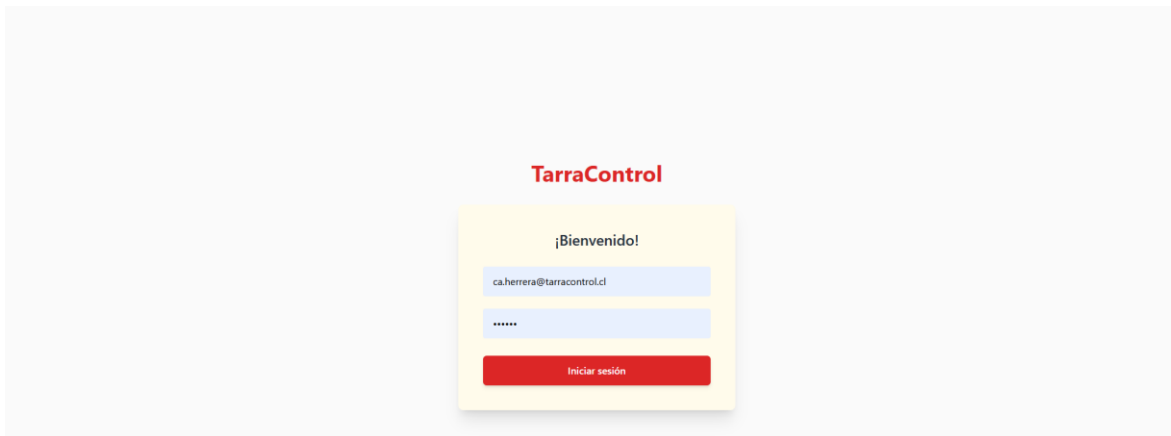 TarraControl
¡Bienvenido!
ca.herrera@tarracontrol.cl
••••••
Iniciar sesión